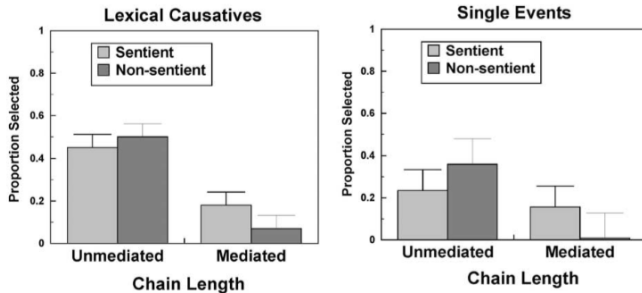 Lexical Causatives
1
0.8
0.6
0.4
0.2
0
Proportion Selected
Sentient
Non-sentient
Unmediated
Mediated
Chain Length
Single Events
1
0.8
0.6
0.4
0.2
0
Proportion Selected
Sentient
Non-sentient
Unmediated
Mediated
Chain Length